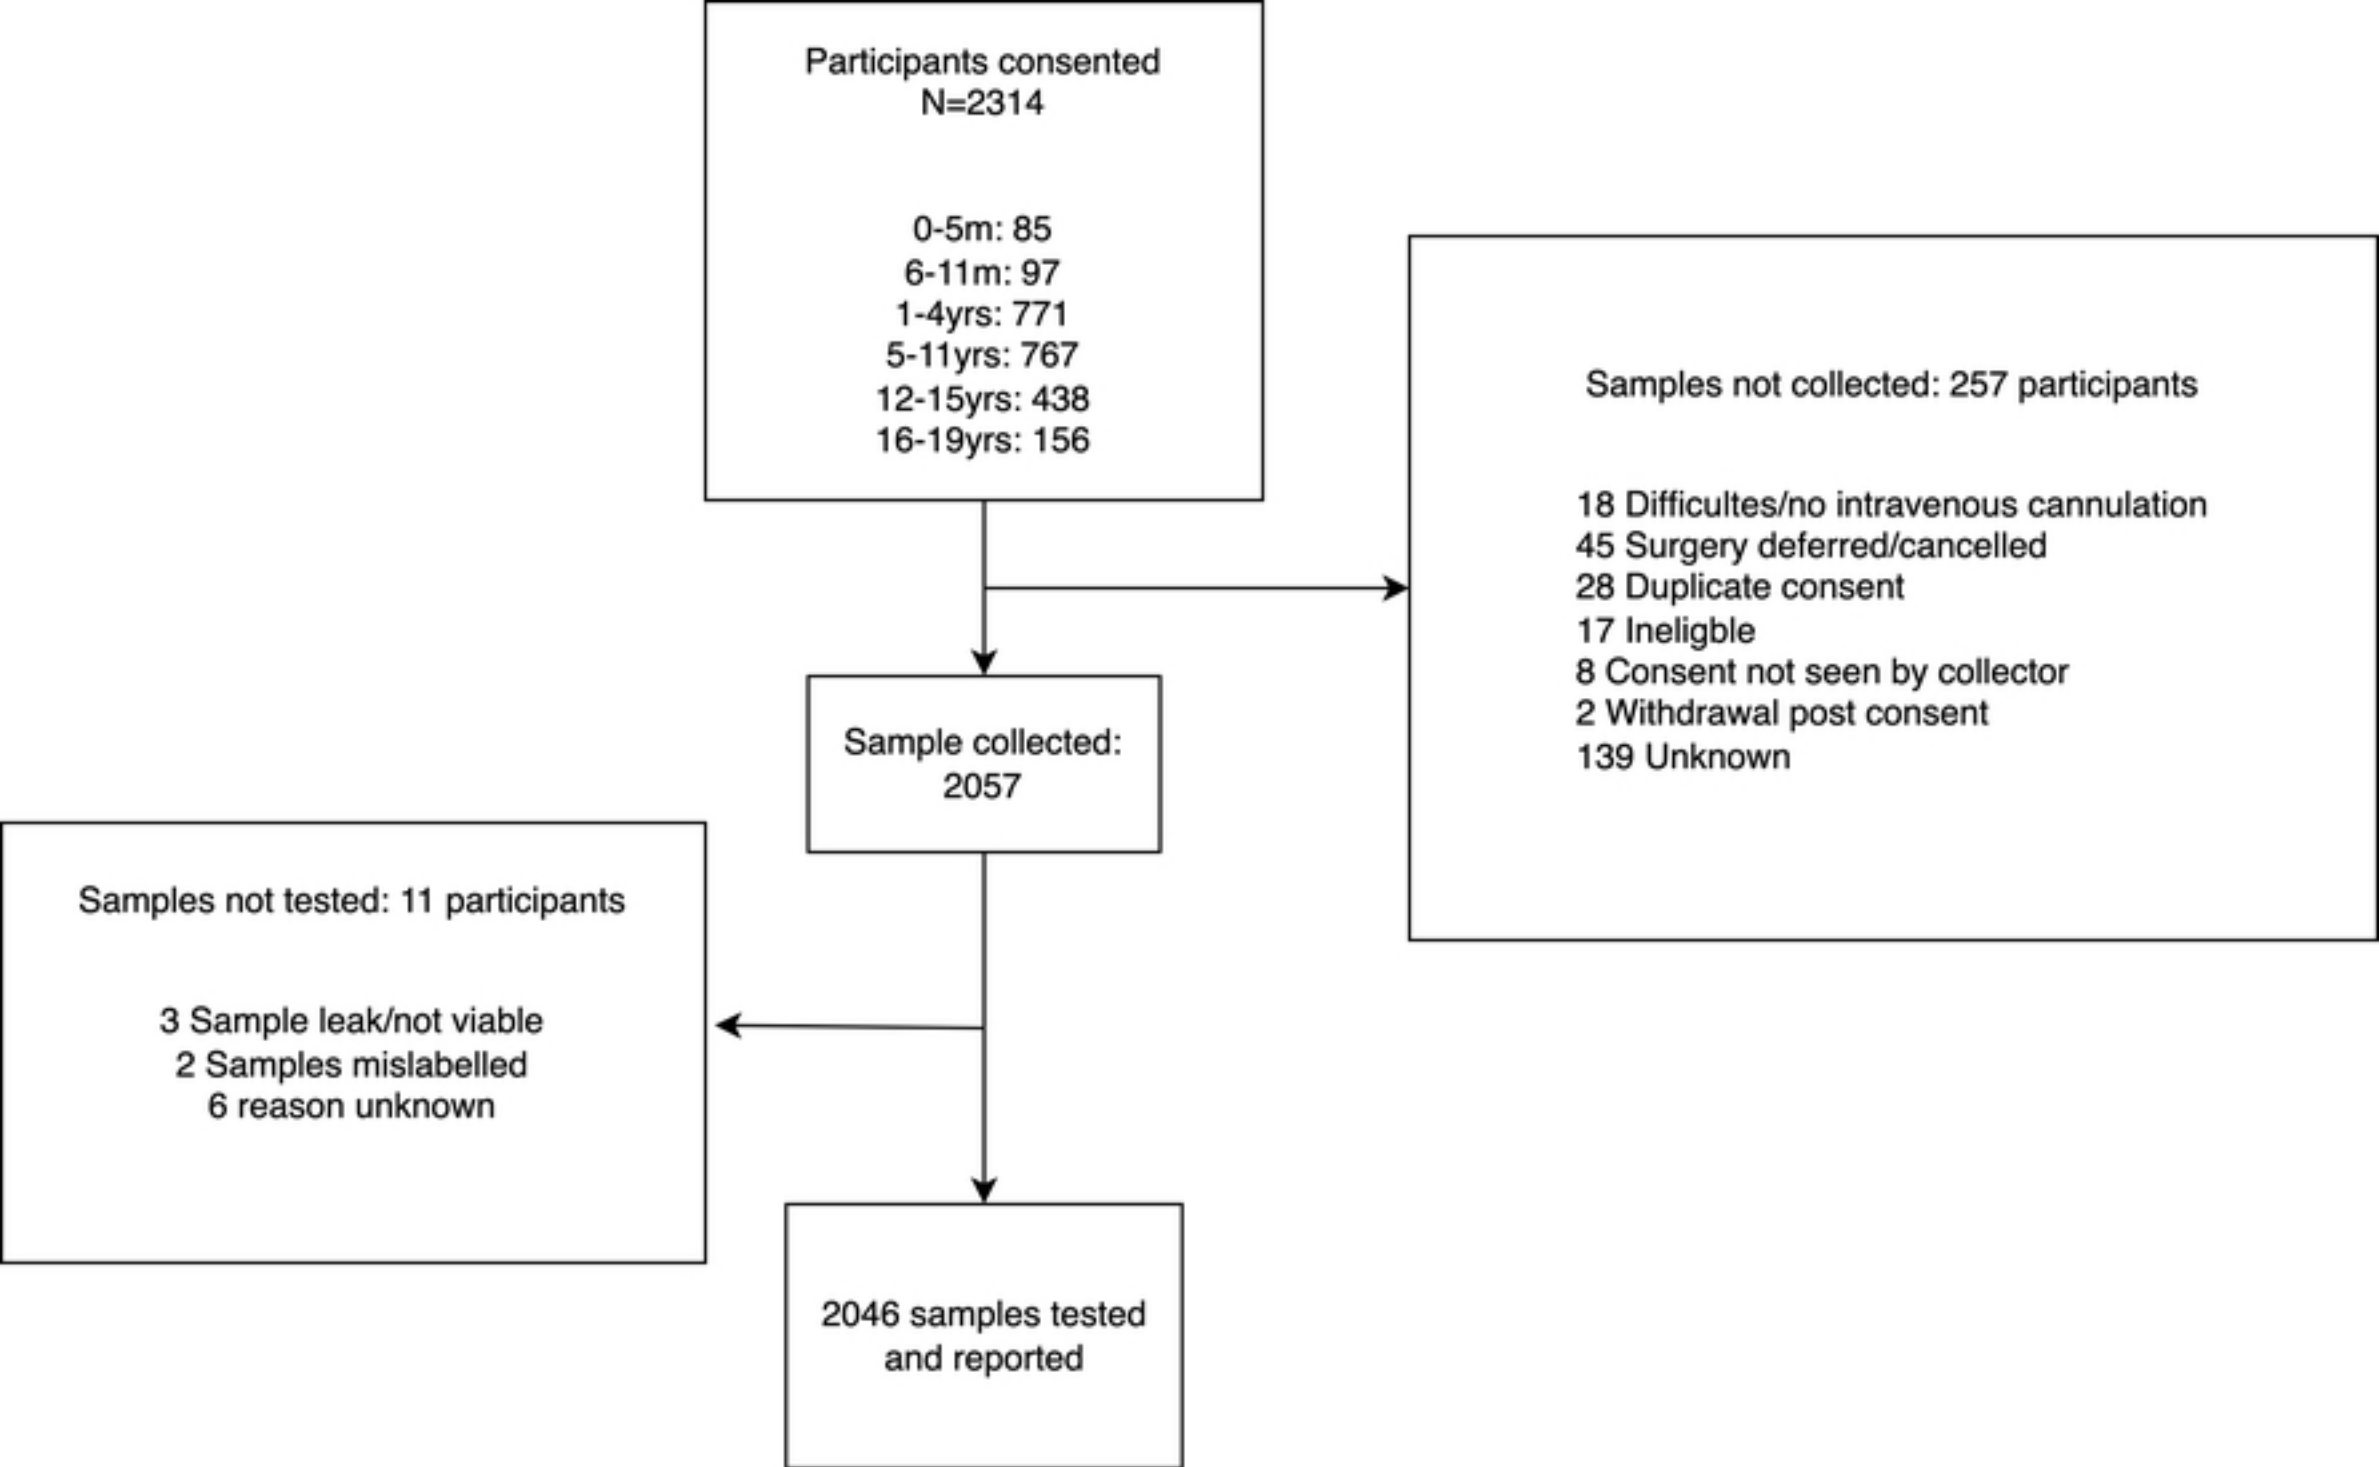 Participants consented
N=2314
0-5m: 85
6-11m: 97
1-4yrs: 771
5-11yrs: 767
12-15yrs: 438
16-19yrs: 156
Samples not collected: 257 participants
18 Difficultes/no intravenous cannulation
45 Surgery deferred/cancelled
28 Duplicate consent
17 Ineligble
8 Consent not seen by collector
2 Withdrawal post consent
139 Unknown
Sample collected:
2057
Samples not tested: 11 participants
3 Sample leak/not viable
2 Samples mislabelled
6 reason unknown
2046 samples tested
and reported